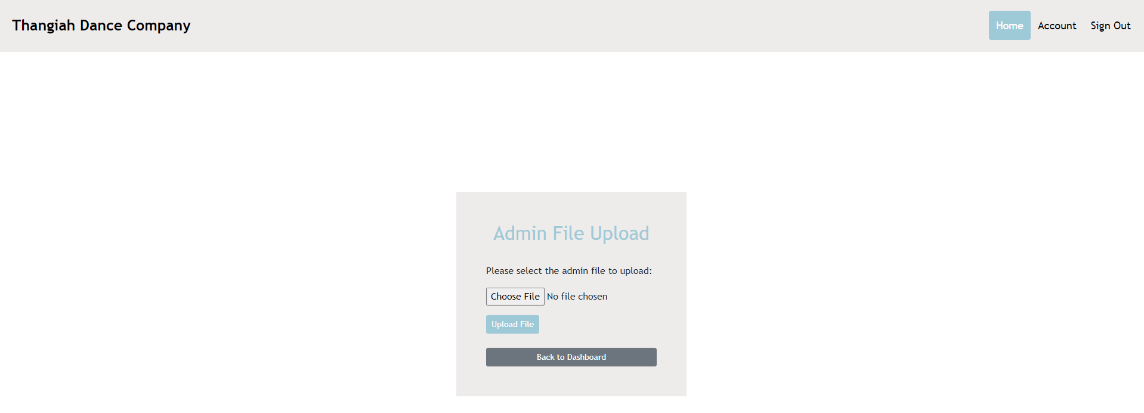 Thangiah Dance Company
Home Account Sign Out
Admin File Upload
Please select the admin file to upload:
Choose File No file chosen
Upload File
Back to Dashboard